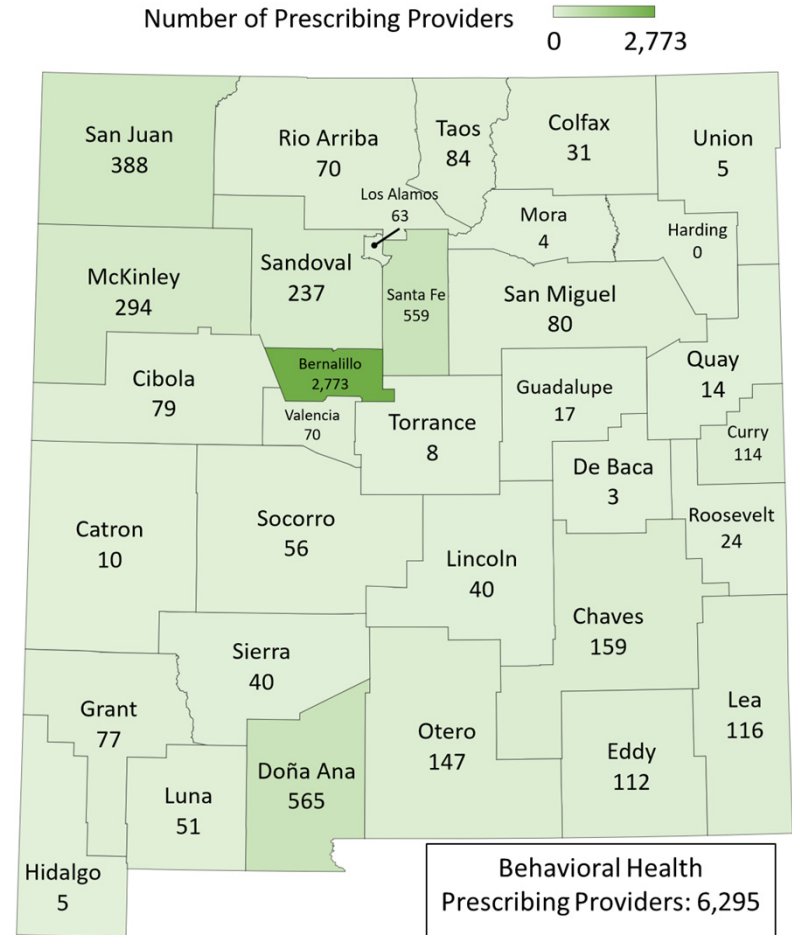 Number of Prescribing Providers
0
2,773
San Juan
388
Rio Arriba
70
Taos
84
Colfax
31
Union
5
Los Alamos
63
Mora
4
Harding
0
McKinley
294
Sandoval
237
Santa Fe
559
San Miguel
80
Quay
14
Bernalillo
2,773
Cibola
79
Valencia
70
Torrance
8
Guadalupe
17
Curry
114
De Baca
3
Roosevelt
24
Catron
10
Socorro
56
Lincoln
40
Chaves
159
Sierra
40
Grant
77
Lea
116
Otero
147
Eddy
112
Doña Ana
565
Luna
51
Hidalgo
5
Behavioral Health
Prescribing Providers: 6,295